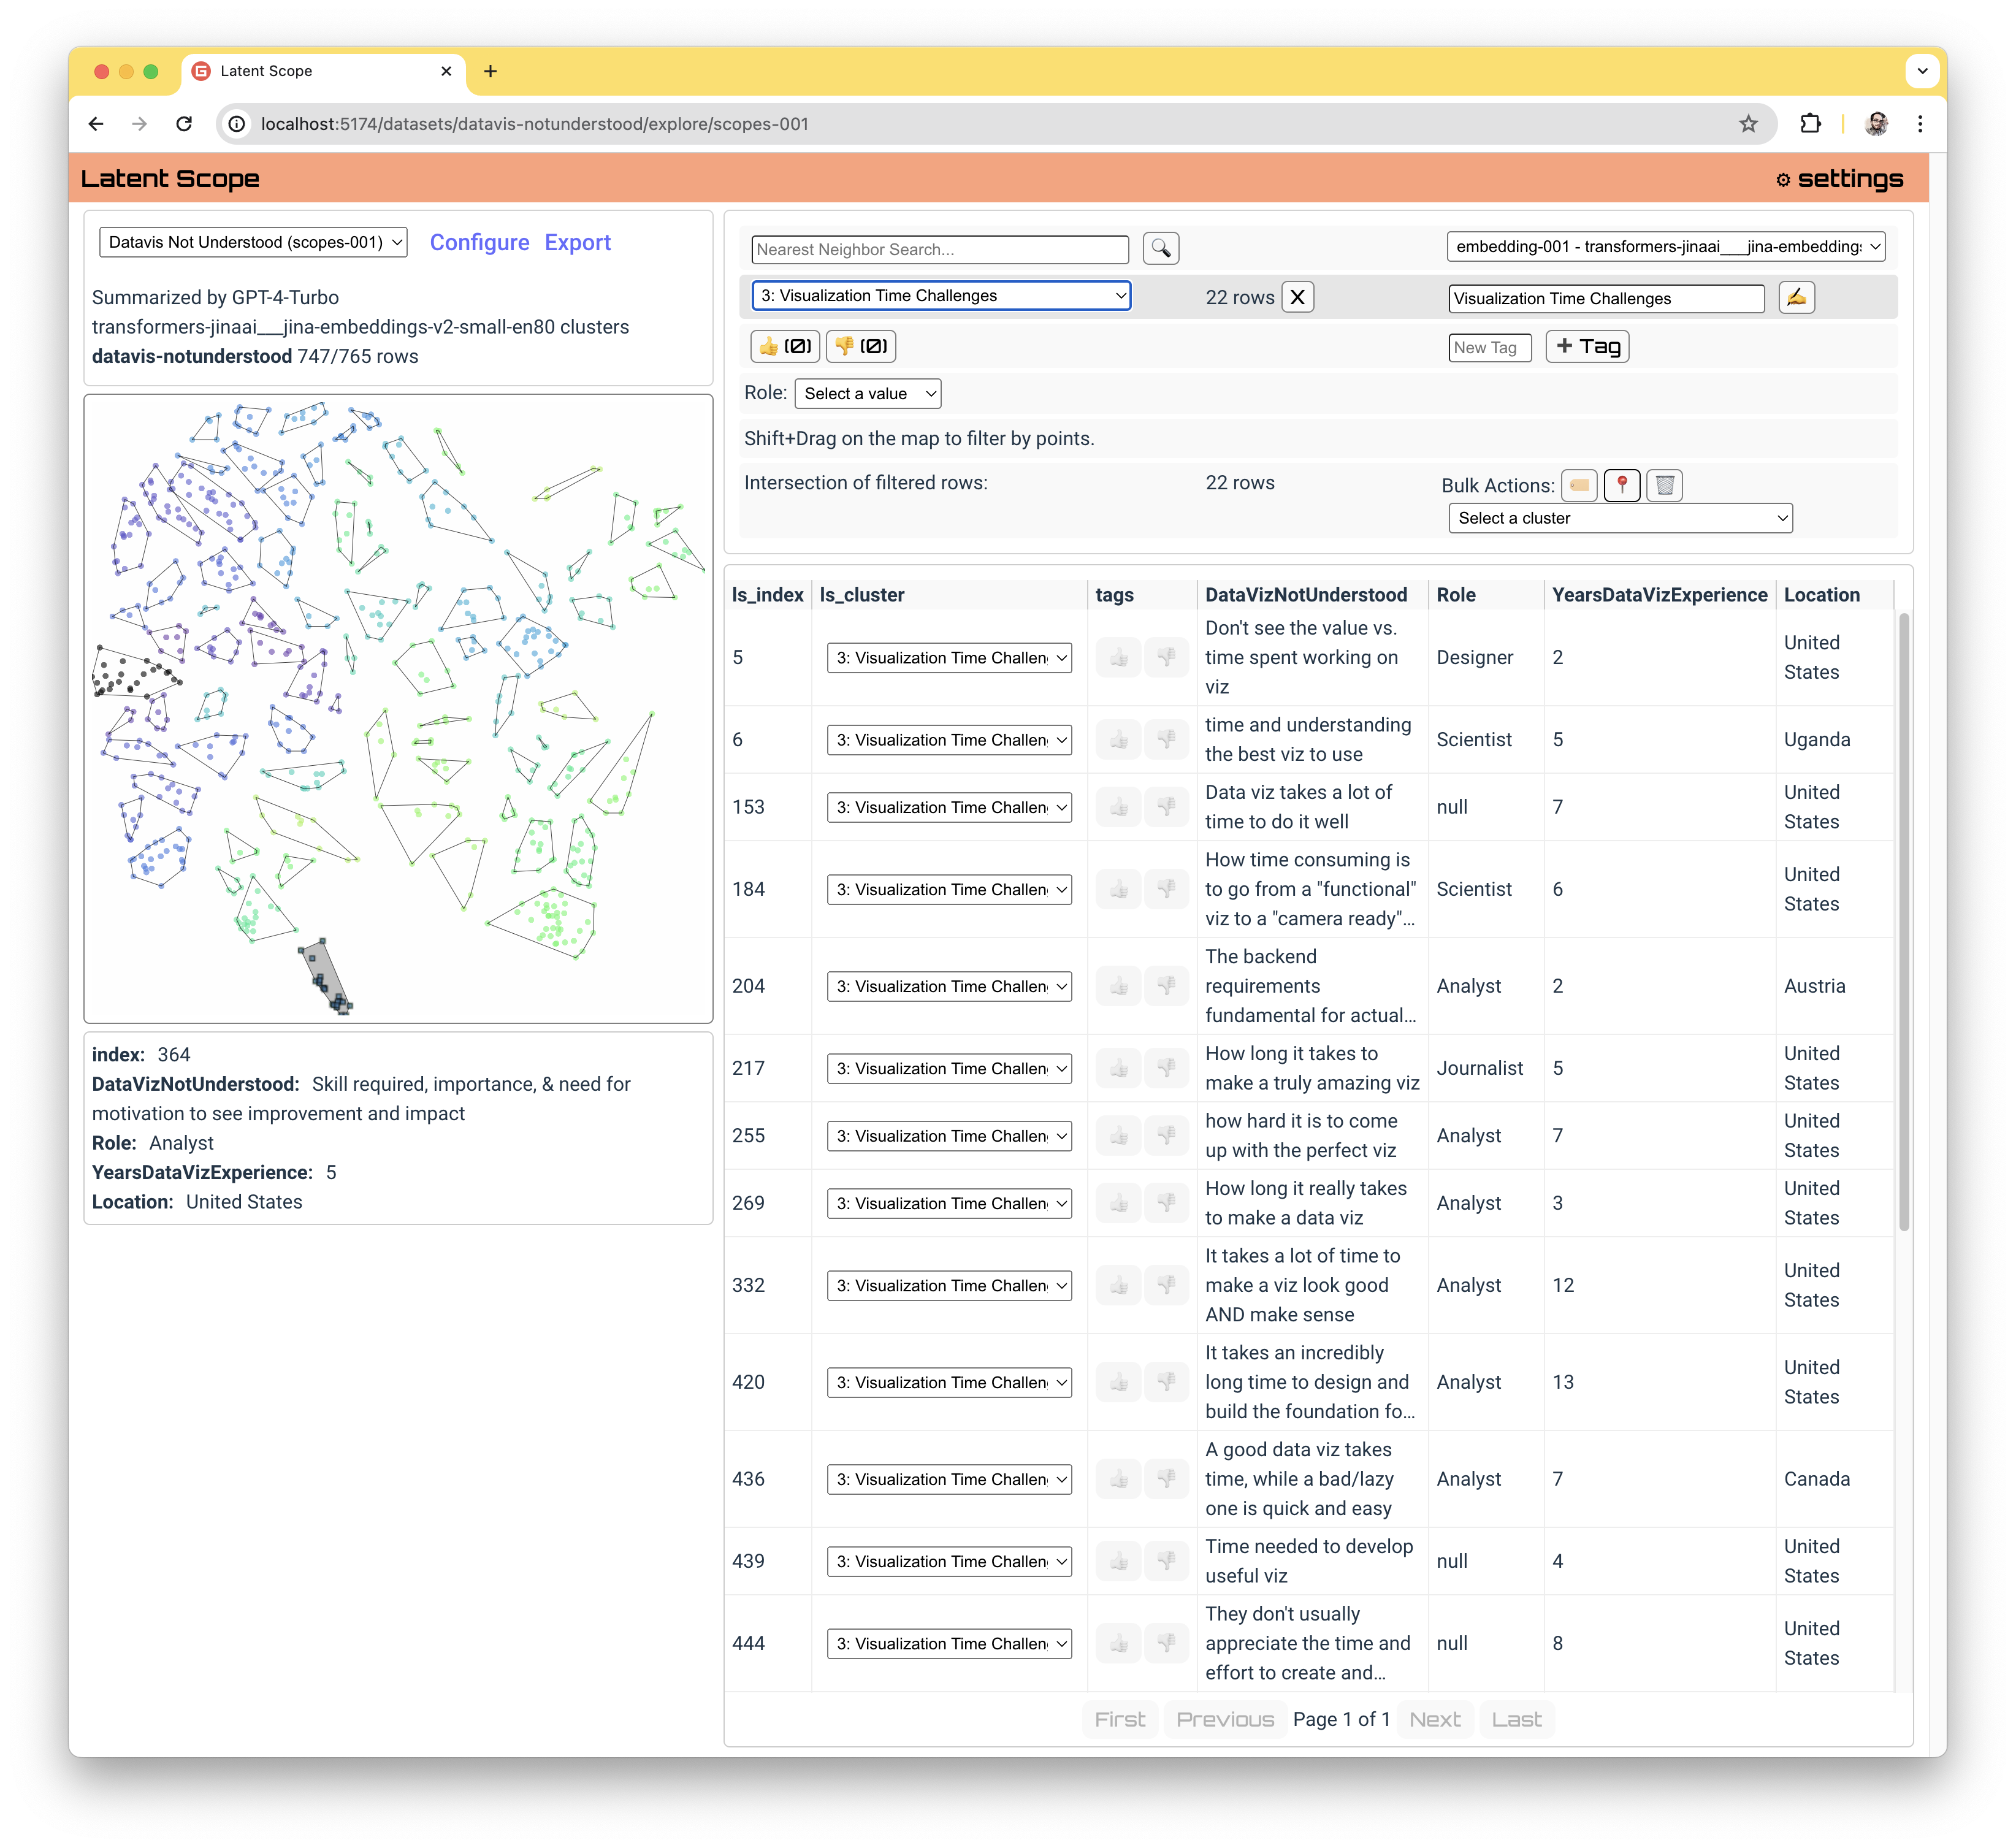 Latent Scope
localhost:5174/datasets/datavis-notunderstood/explore/scopes-001
Latent Scope
settings
Datavis Not Understood (scopes-001)
Configure Export
Summarized by GPT-4-Turbo
transformers-jinaai___jina-embeddings-v2-small-en80 clusters
datavis-notunderstood 747/765 rows
index: 364
DataVizNotUnderstood: Skill required, importance, & need for
motivation to see improvement and impact
Role: Analyst
YearsDataVizExperience: 5
Location: United States
Nearest Neighbor Search...
embedding-001 - transformers-jinaai___jina-embedding
3: Visualization Time Challenges
22 rows
X
Visualization Time Challenges
(0)
(0)
New Tag
+ Tag
Role:
Select a value
Shift+Drag on the map to filter by points.
Intersection of filtered rows:
22 rows
Bulk Actions:
Select a cluster
ls_index ls_cluster tags DataVizNotUnderstood Role YearsDataVizExperience Location
5
3: Visualization Time Challen
Don't see the value vs.
time spent working on
viz
Designer
2
United
States
6
3: Visualization Time Challen
time and understanding
the best viz to use
Scientist
5
Uganda
153
3: Visualization Time Challen
Data viz takes a lot of
time to do it well
null
7
United
States
184
3: Visualization Time Challen
How time consuming is
to go from a "functional"
viz to a "camera ready"...
Scientist
6
United
States
204
3: Visualization Time Challen
The backend
requirements
fundamental for actual...
Analyst
2
Austria
217
3: Visualization Time Challen
How long it takes to
make a truly amazing viz
Journalist
5
United
States
255
3: Visualization Time Challen
how hard it is to come
up with the perfect viz
Analyst
7
United
States
269
3: Visualization Time Challen
How long it really takes
to make a data viz
Analyst
3
United
States
332
3: Visualization Time Challen
It takes a lot of time to
make a viz look good
AND make sense
Analyst
12
United
States
420
3: Visualization Time Challen
It takes an incredibly
long time to design and
build the foundation fo...
Analyst
13
United
States
436
3: Visualization Time Challen
A good data viz takes
time, while a bad/lazy
one is quick and easy
Analyst
7
Canada
439
3: Visualization Time Challen
Time needed to develop
useful viz
null
4
United
States
444
3: Visualization Time Challen
They don't usually
appreciate the time and
effort to create and...
null
8
United
States
First Previous Page 1 of 1 Next Last